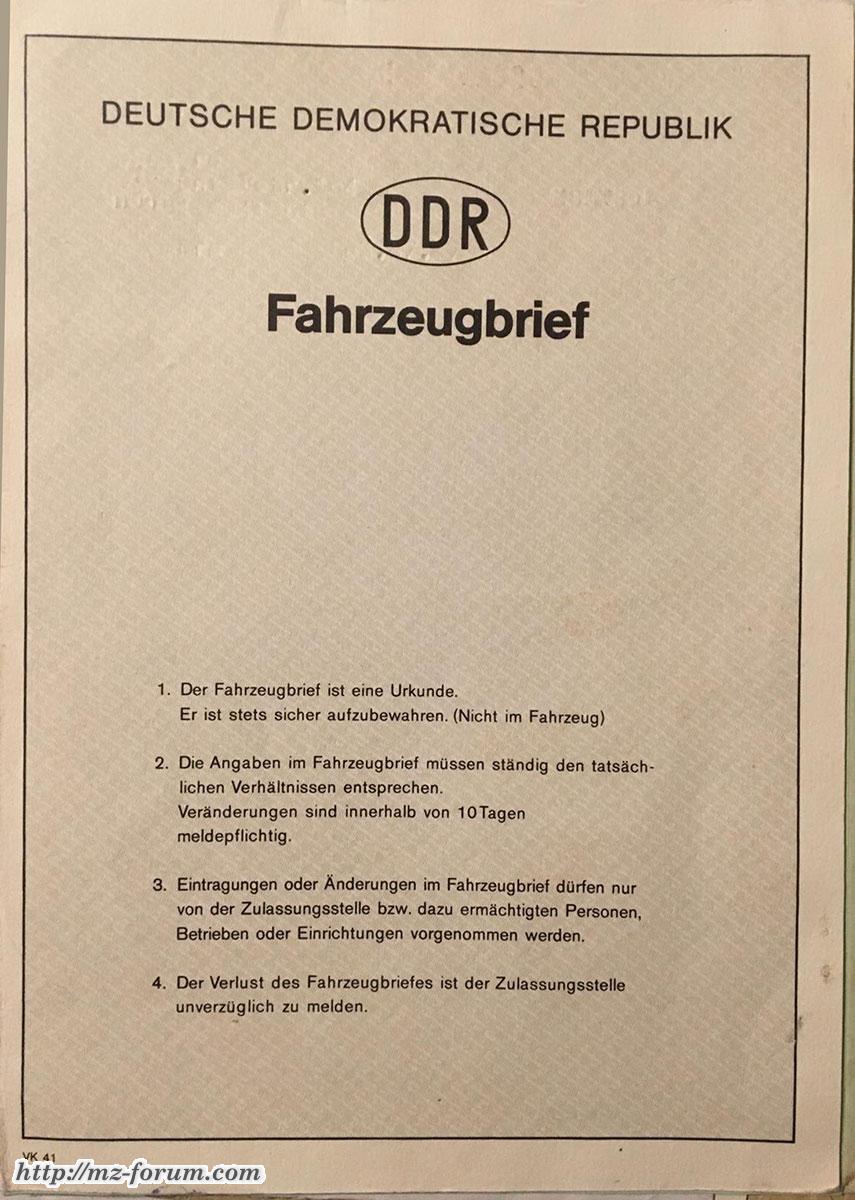 DEUTSCHE DEMOKRATISCHE REPUBLIK
DDR
Fahrzeugbrief
1. Der Fahrzeugbrief ist eine Urkunde.
Er ist stets sicher aufzubewahren. (Nicht im Fahrzeug)
2. Die Angaben im Fahrzeugbrief müssen ständig den tatsäch-
lichen Verhältnissen entsprechen.
Veränderungen sind innerhalb von 10 Tagen
meldepflichtig.
3. Eintragungen oder Änderungen im Fahrzeugbrief dürfen nur
von der Zulassungsstelle bzw. dazu ermächtigten Personen,
Betrieben oder Einrichtungen vorgenommen werden.
4. Der Verlust des Fahrzeugbriefes ist der Zulassungsstelle
unverzüglich zu melden.
VK 41
http://mz-forum.com